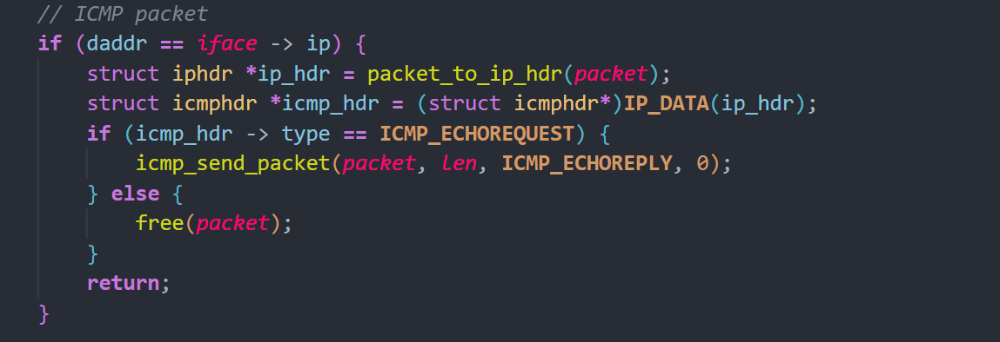 // ICMP packet
if (daddr == iface -> ip) {
    struct iphdr *ip_hdr = packet_to_ip_hdr(packet);
    struct icmphdr *icmp_hdr = (struct icmphdr*)IP_DATA(ip_hdr);
    if (icmp_hdr -> type == ICMP_ECHOREQUEST) {
        icmp_send_packet(packet, len, ICMP_ECHOREPLY, 0);
    } else {
        free(packet);
    }
    return;
}